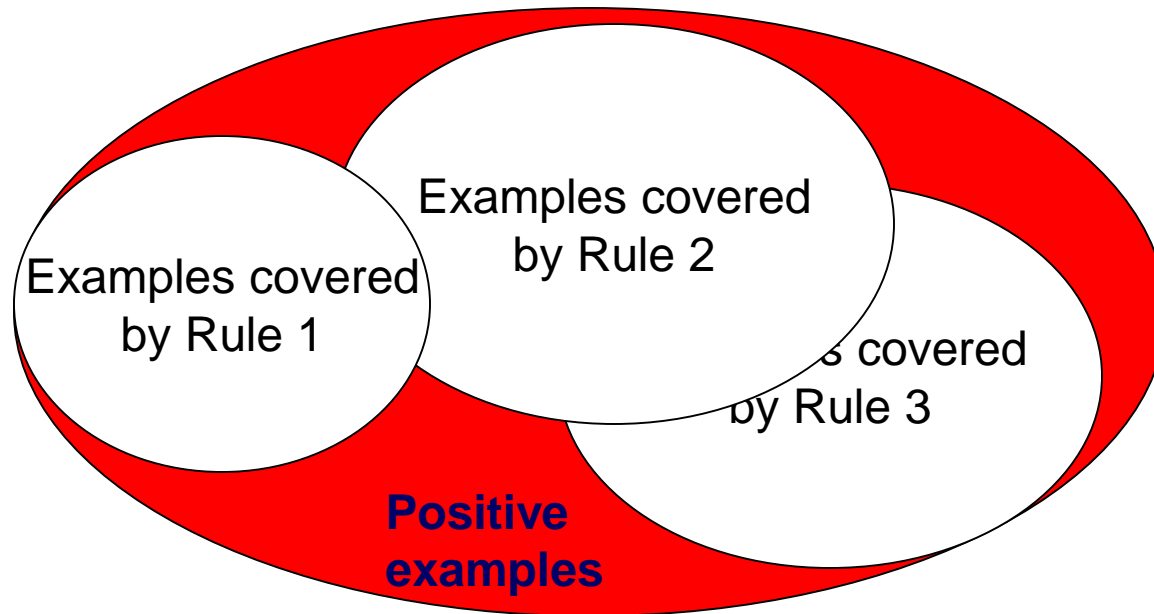 Examples covered
by Rule 2
Examples covered
by Rule 1
covered
by Rule 3
Positive
examples